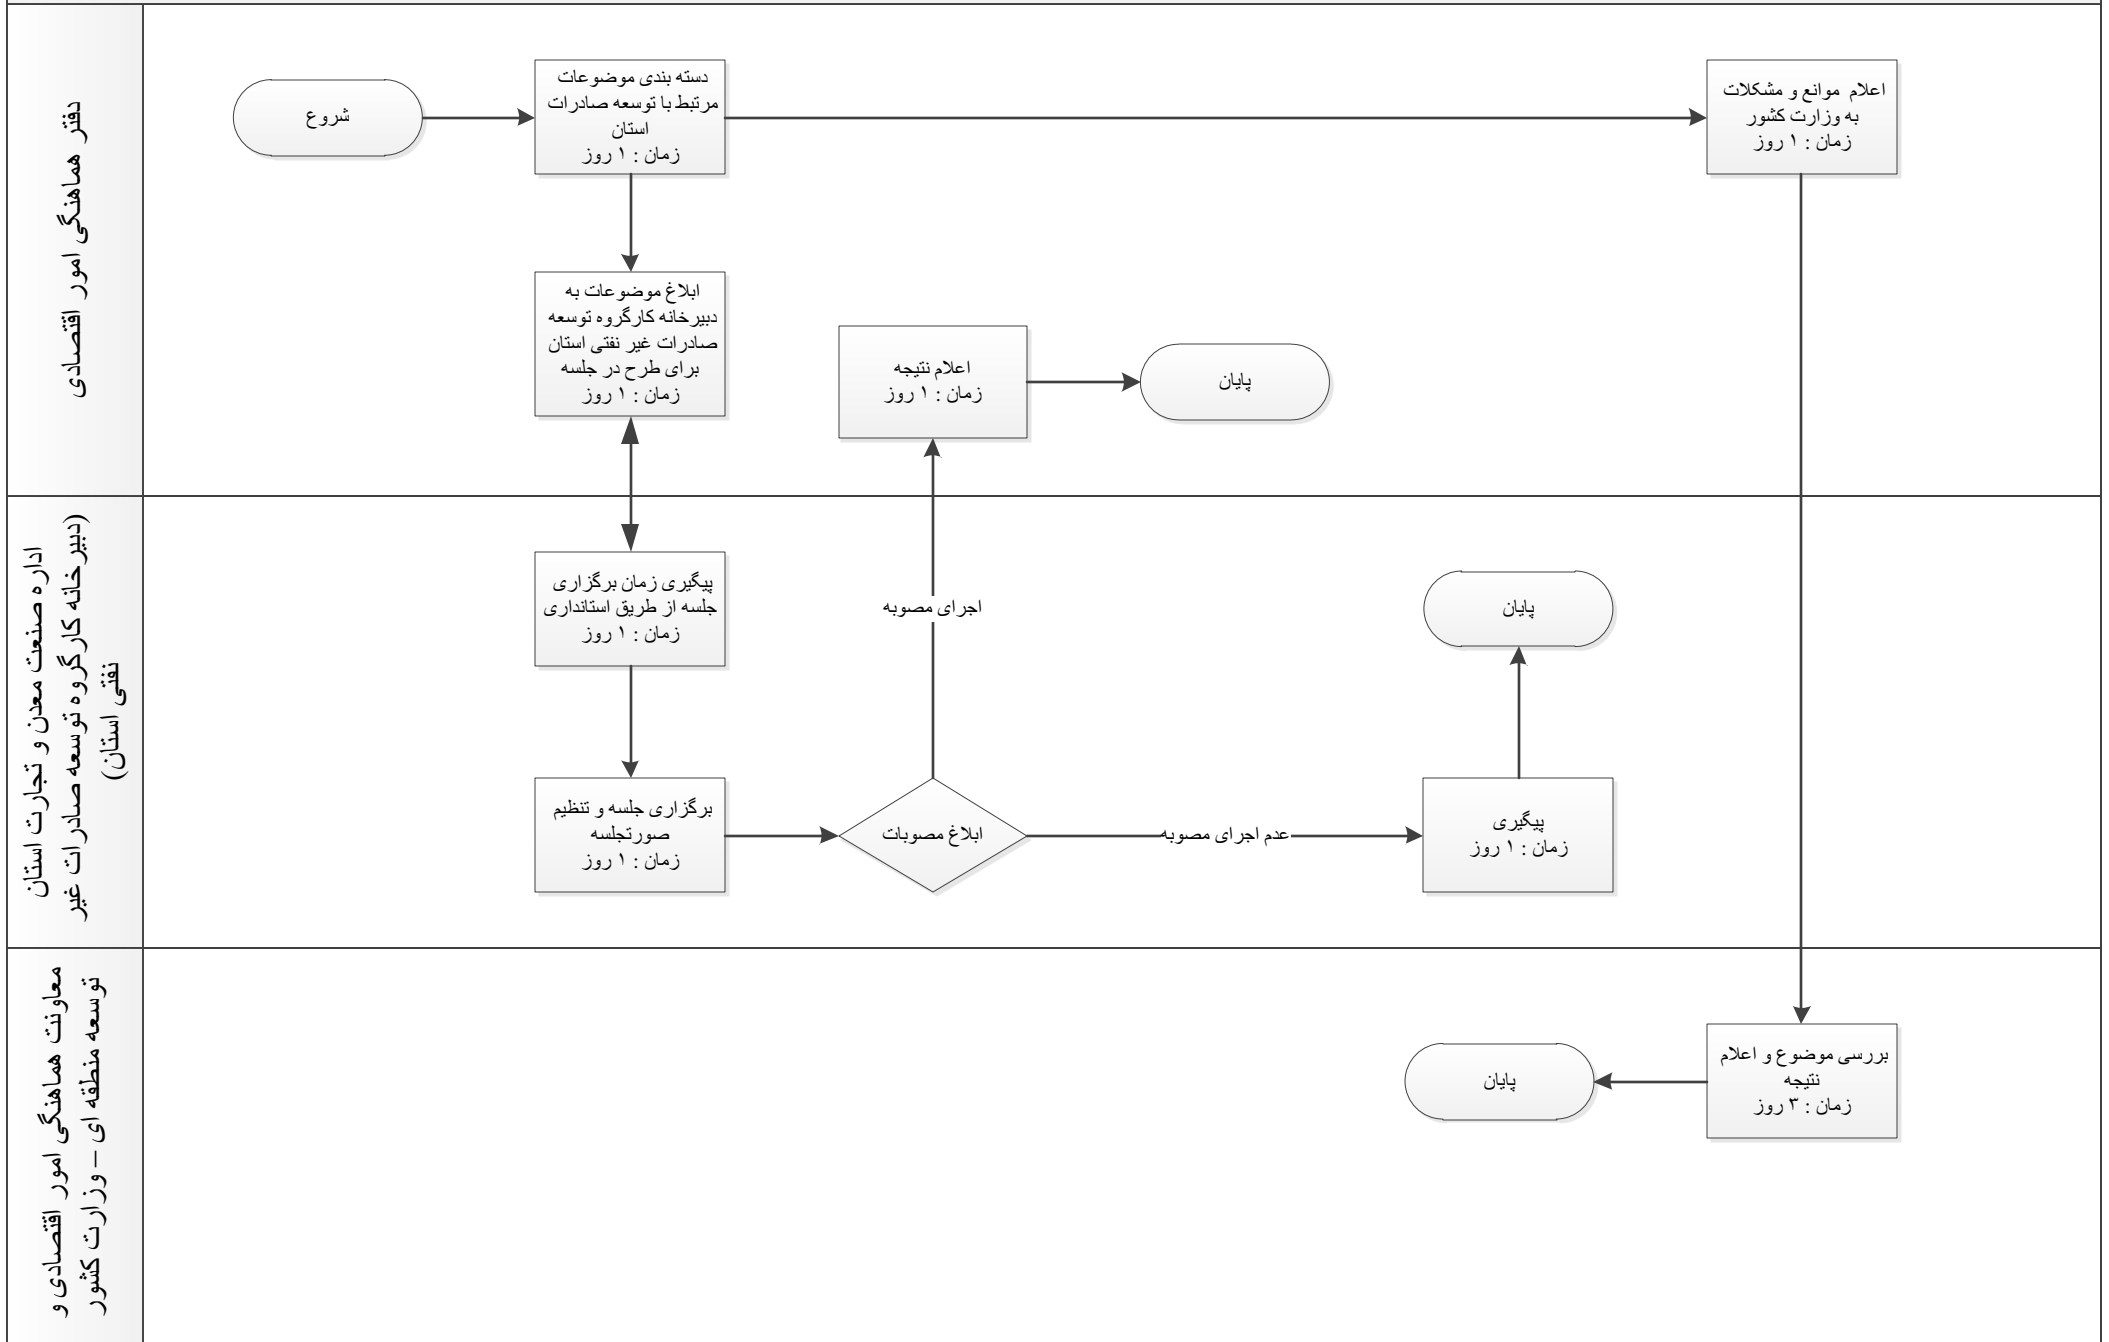 دفتر هماهنگی امور اقتصادی
شروع
دسته بندی موضوعات
مرتبط با توسعه صادرات
استان
زمان : ۱ روز
اعلام موانع و مشکلات
به وزارت کشور
زمان : ۱ روز
ابلاغ موضوعات به
دبیرخانه کارگروه توسعه
صادرات غیر نفتی استان
برای طرح در جلسه
زمان : ۱ روز
اعلام نتیجه
زمان : ۱ روز
پایان
اداره صنعت معدن و تجارت استان
(دبیرخانه کارگروه توسعه صادرات غیر
نفتی استان)
پیگیری زمان برگزاری
جلسه از طریق استانداری
زمان : ۱ روز
اجرای مصوبه
پایان
برگزاری جلسه و تنظیم
صورتجلسه
زمان : ۱ روز
ابلاغ مصوبات
عدم اجرای مصوبه
پیگیری
زمان : ۱ روز
معاونت هماهنگی امور اقتصادی و
توسعه منطقه ای – وزارت کشور
بررسی موضوع و اعلام
نتیجه
زمان : ۳ روز
پایان